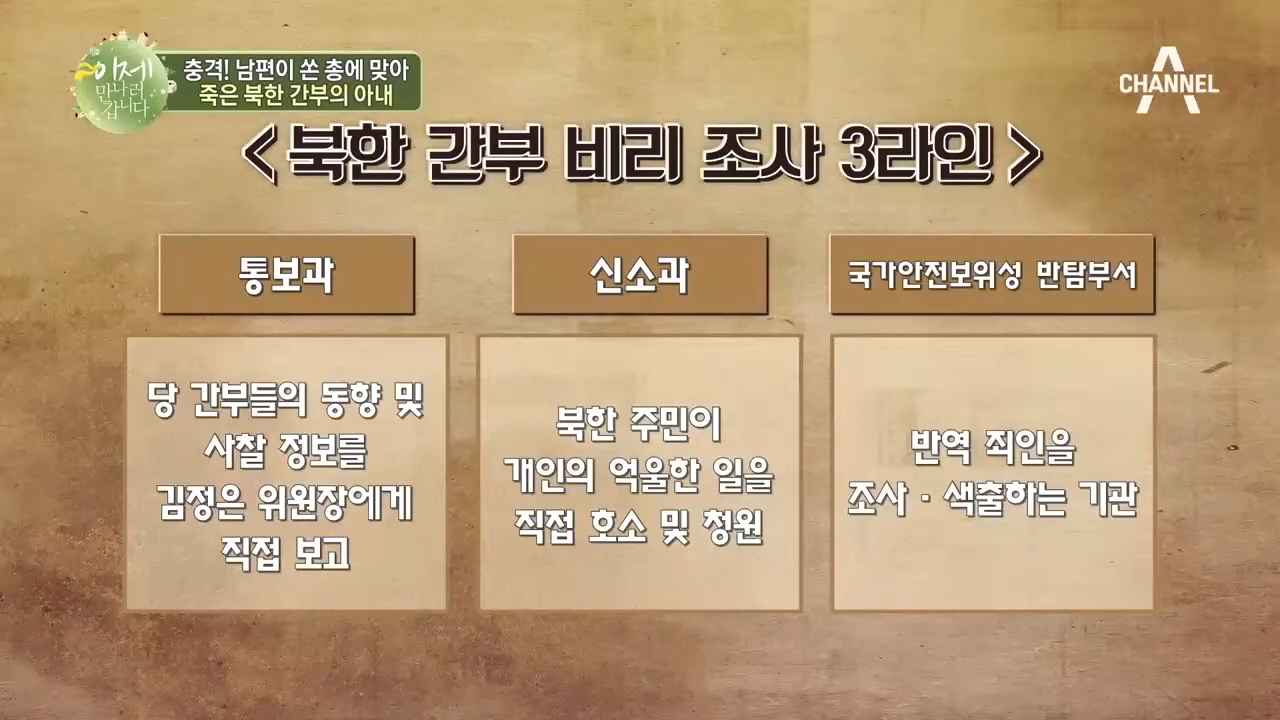 이제
만나러
갑니다
충격! 남편이 쏜 총에 맞아
죽은 북한 간부의 아내
CHANNEL A
< 북한 간부 비리 조사 3라인 >
통보과
신소과
국가안전보위성 반탐부서
당 간부들의 동향 및
사찰 정보를
김정은 위원장에게
직접 보고
북한 주민이
개인의 억울한 일을
직접 호소 및 청원
반역 죄인을
조사 · 색출하는 기관